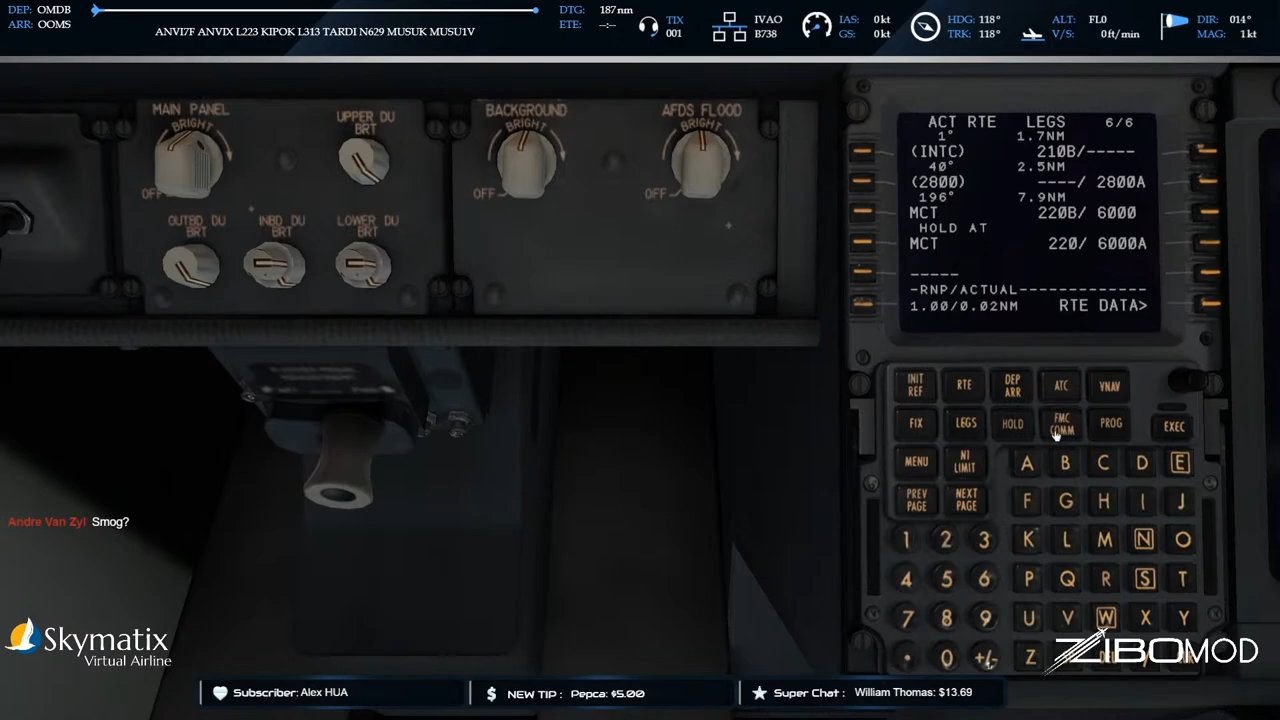 DEP: OMDB
ARR: OOMS
ANVI7F ANVIX L223 KIPOK L313 TARDI N629 MUSUK MUSU1V
DTG: 187nm
ETE: --:--
TIX
001
IVAO
B738
IAS: 0kt
GS: 0kt
HDG: 118°
TRK: 118°
ALT: FL0
V/S: 0ft/min
DIR: 014°
MAG: 1kt
MAIN PANEL
BRIGHT
OFF
UPPER DU
BRT
OUTBD DU
BRT
INBD DU
BRT
LOWER DU
BRT
BACKGROUND
BRIGHT
OFF
AFDS FLOOD
BRIGHT
OFF
ACT RTE LEGS 6/6
1° 1.7NM
(INTC) 210B/-----
40° 2.5NM
(2800) ----/ 2800A
196° 7.9NM
MCT 220B/ 6000
HOLD AT
MCT 220/ 6000A
-----
-RNP/ACTUAL-------------
1.00/0.02NM RTE DATA>
INIT REF RTE DEP ARR ATC VNAV
FIX LEGS HOLD FMC COMM PROG EXEC
MENU N1 LIMIT A B C D E
PREV PAGE NEXT PAGE F G H I J
1 2 3 K L M N O
4 5 6 P Q R S T
7 8 9 U V W X Y
. 0 +/- Z
Andre Van Zyl Smog?
Skymatix
Virtual Airline
ZIBOMOD
Subscriber: Alex HUA
$ NEW TIP : Pepca: $5.00
Super Chat : William Thomas: $13.69